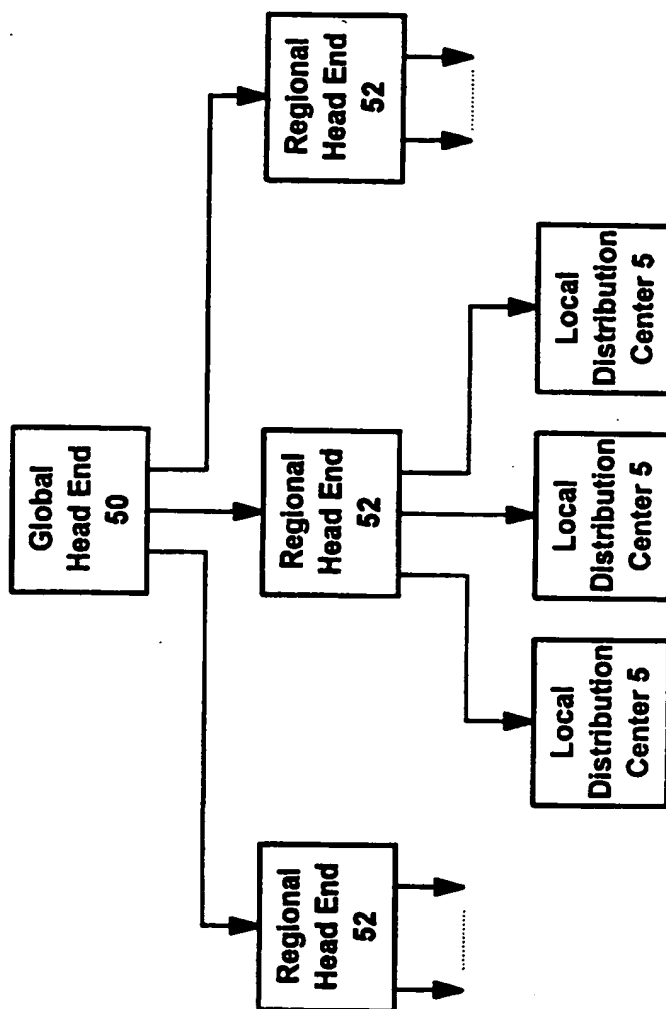 Global
Head End
50
Regional
Head End
52
Regional
Head End
52
Regional
Head End
52
Local
Distribution
Center 5
Local
Distribution
Center 5
Local
Distribution
Center 5